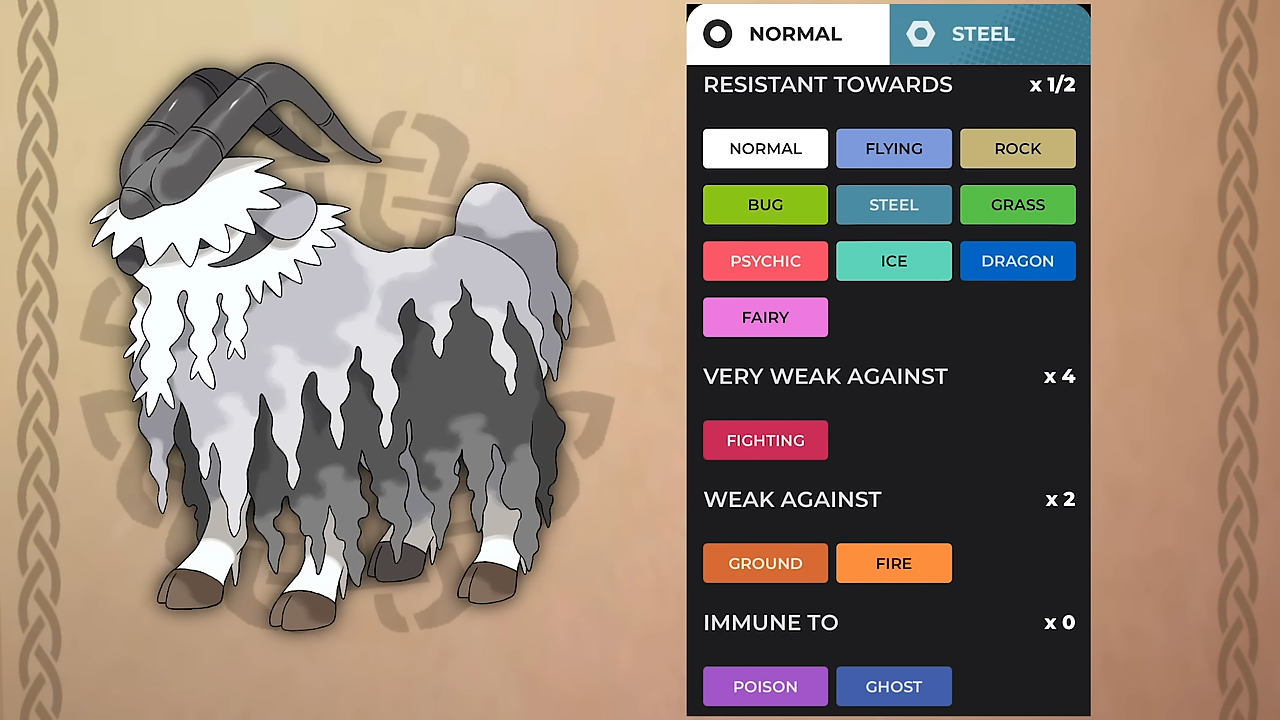 NORMAL STEEL
RESISTANT TOWARDS x 1/2
NORMAL FLYING ROCK
BUG STEEL GRASS
PSYCHIC ICE DRAGON
FAIRY
VERY WEAK AGAINST x 4
FIGHTING
WEAK AGAINST x 2
GROUND FIRE
IMMUNE TO x 0
POISON GHOST